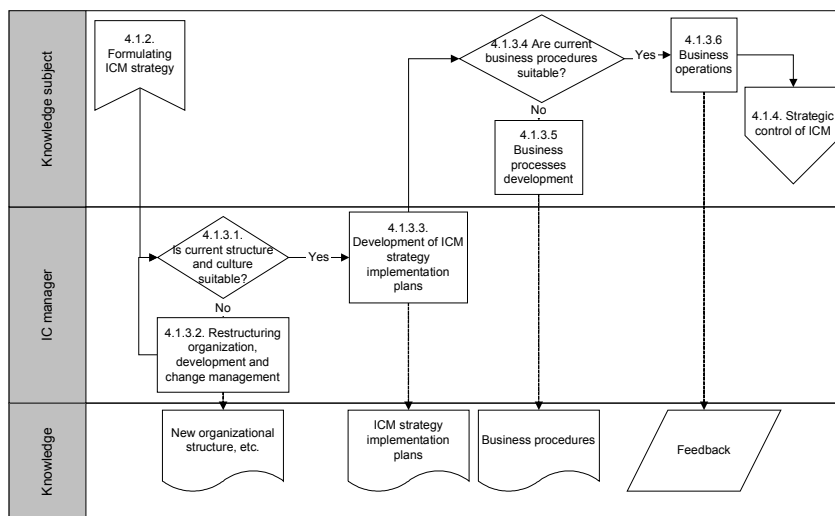 Knowledge subject
4.1.2.
Formulating
ICM strategy
4.1.3.4 Are current
business procedures
suitable?
Yes
4.1.3.6
Business
operations
No
4.1.3.5
Business
processes
development
4.1.4. Strategic
control of ICM
IC manager
4.1.3.1.
Is current structure
and culture
suitable?
Yes
4.1.3.3.
Development of ICM
strategy
implementation
plans
No
4.1.3.2. Restructuring
organization,
development and
change management
Knowledge
New organizational
structure, etc.
ICM strategy
implementation
plans
Business procedures
Feedback